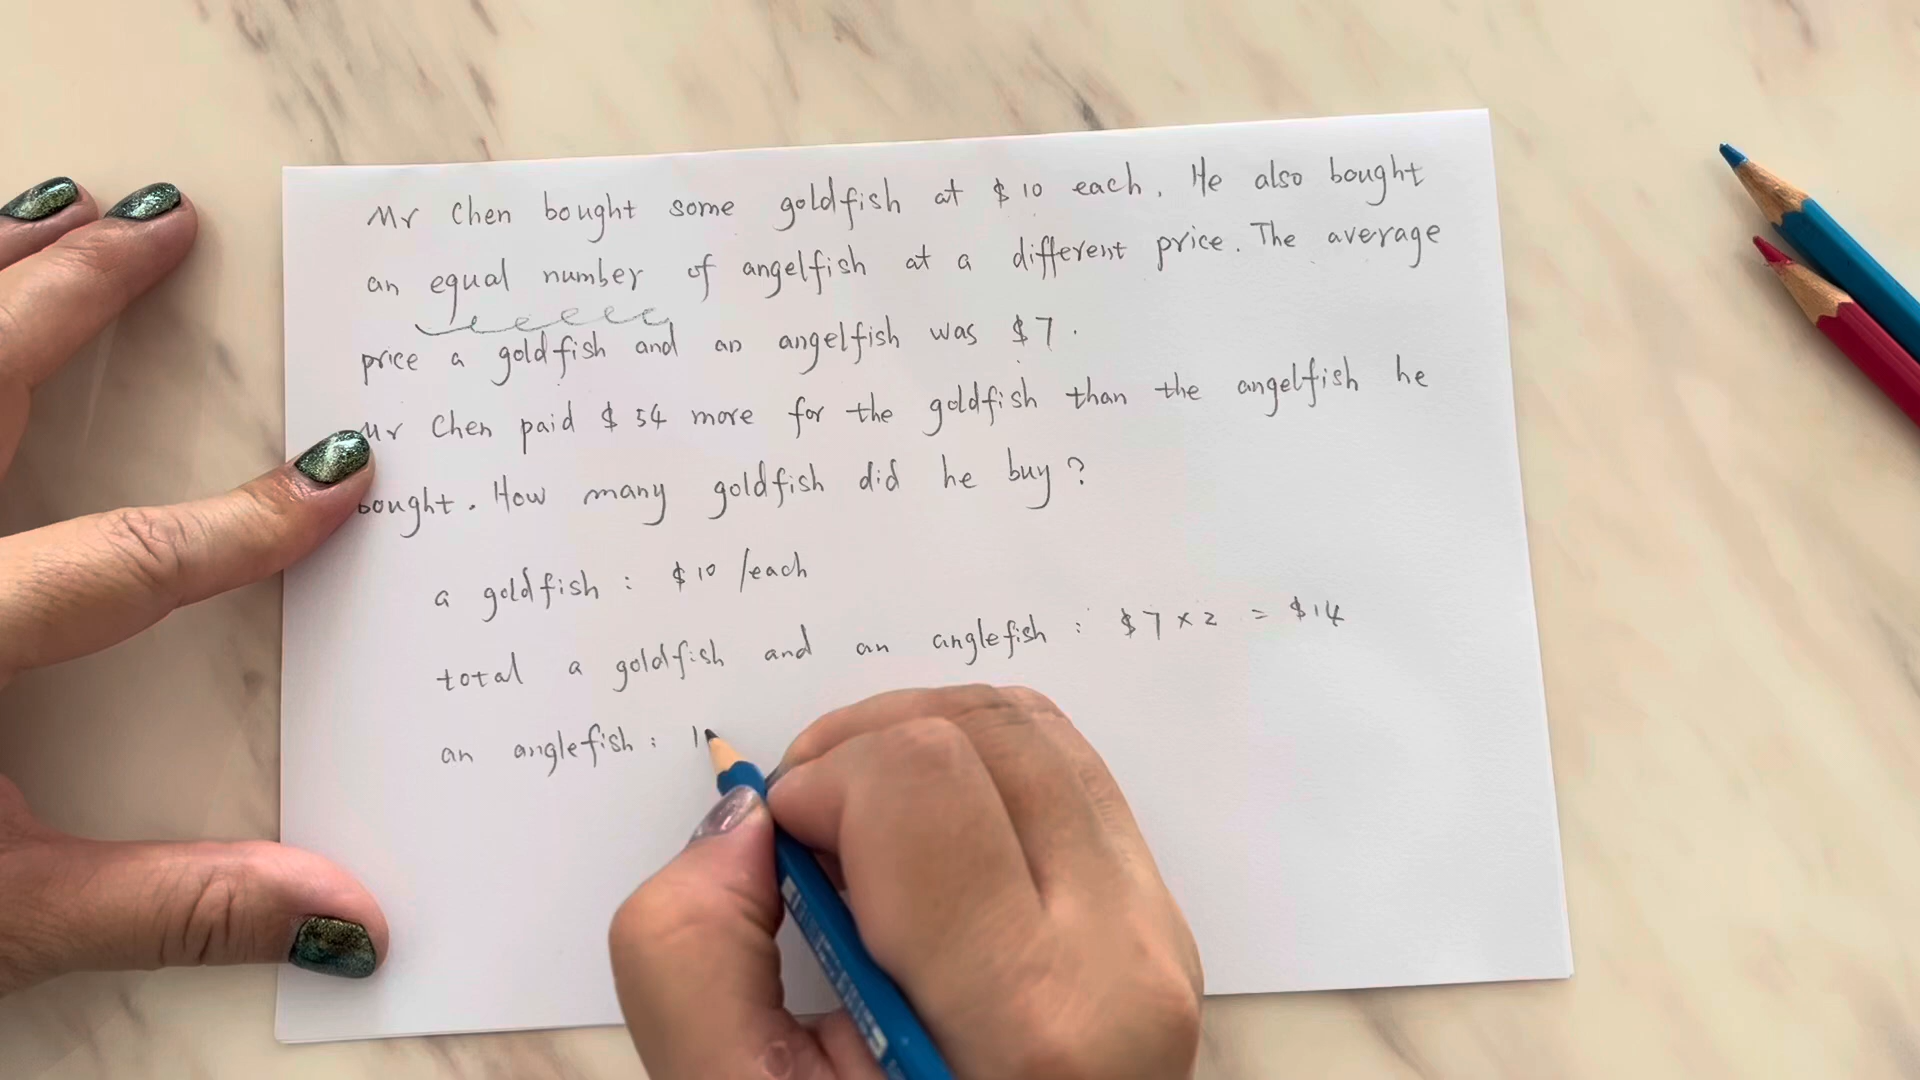 Mr Chen bought some goldfish at $10 each. He also bought
an equal number of angelfish at a different price. The average
price a goldfish and an angelfish was $7.
Mr Chen paid $54 more for the goldfish than the angelfish he
bought. How many goldfish did he buy?
a goldfish : $10 /each
total a goldfish and an anglefish : $7 x 2 = $14
an anglefish : 1